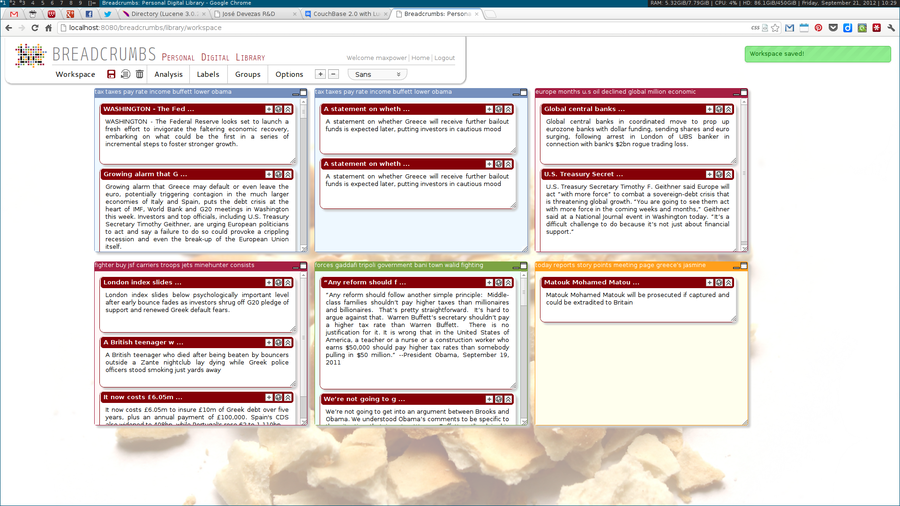 Breadcrumbs: Personal Digital Library - Google Chrome
RAM: 5.32GiB/7.79GiB | CPU: 4% | HD: 86.1GiB/450GiB | Friday, September 21, 2012 | 10:29
Directory (Lucene 3.0.
José Devezas R&D
CouchBase 2.0 with Lu
Breadcrumbs: Person
localhost:8080/breadcrumbs/library/workspace
BREADCRUMBS PERSONAL DIGITAL LIBRARY
Welcome maxpower | Home | Logout
Workspace Analysis Labels Groups Options + − Sans
Workspace saved!
tax taxes pay rate income buffett lower obama
WASHINGTON - The Fed ...
WASHINGTON - The Federal Reserve looks set to launch a
fresh effort to invigorate the faltering economic recovery,
embarking on what could be the first in a series of
incremental steps to foster stronger growth.
Growing alarm that G ...
Growing alarm that Greece may default or even leave the
euro, potentially triggering contagion in the much larger
economies of Italy and Spain, puts the debt crisis at the
heart of IMF, World Bank and G20 meetings in Washington
this week. Investors and top officials, including U.S. Treasury
Secretary Timothy Geithner, are urging European politicians
to act and say a failure to do so could provoke a crippling
recession and even the break-up of the European Union
itself.
tax taxes pay rate income buffett lower obama
A statement on wheth ...
A statement on whether Greece will receive further bailout
funds is expected later, putting investors in cautious mood
A statement on wheth ...
A statement on whether Greece will receive further bailout
funds is expected later, putting investors in cautious mood
europe months u.s oil declined global million economic
Global central banks ...
Global central banks in coordinated move to prop up
eurozone banks with dollar funding, sending shares and euro
surging, following arrest in London of UBS banker in
connection with bank's $2bn rogue trading loss.
U.S. Treasury Secret ...
U.S. Treasury Secretary Timothy F. Geithner said Europe will
act "with more force" to combat a sovereign-debt crisis that
is threatening global growth. "You are going to see them act
with more force in the coming weeks and months," Geithner
said at a National Journal event in Washington today. "It's a
difficult challenge to do because it's not just about financial
support."
fighter buy jsf carriers troops jets minehunter consists
London index slides ...
London index slides below psychologically important level
after early bounce fades as investors shrug off G20 pledge of
support and renewed Greek default fears.
A British teenager w ...
A British teenager who died after being beaten by bouncers
outside a Zante nightclub lay dying while Greek police
officers stood smoking just yards away
It now costs £6.05m ...
It now costs £6.05m to insure £10m of Greek debt over five
years, plus an annual payment of £100,000. Spain's CDS
forces gaddafi tripoli government bani town walid fighting
"Any reform should f ...
"Any reform should follow another simple principle: Middle-
class families shouldn't pay higher taxes than millionaires
and billionaires. That's pretty straightforward. It's hard to
argue against that. Warren Buffett's secretary shouldn't pay
a higher tax rate than Warren Buffett. There is no
justification for it. It is wrong that in the United States of
America, a teacher or a nurse or a construction worker who
earns $50,000 should pay higher tax rates than somebody
pulling in $50 million." --President Obama, September 19,
2011
We're not going to g ...
We're not going to get into an argument between Brooks and
Obama. We understood Obama's comments to be specific to
today reports story points meeting page greece's jasmine
Matouk Mohamed Matou ...
Matouk Mohamed Matouk will be prosecuted if captured and
could be extradited to Britain